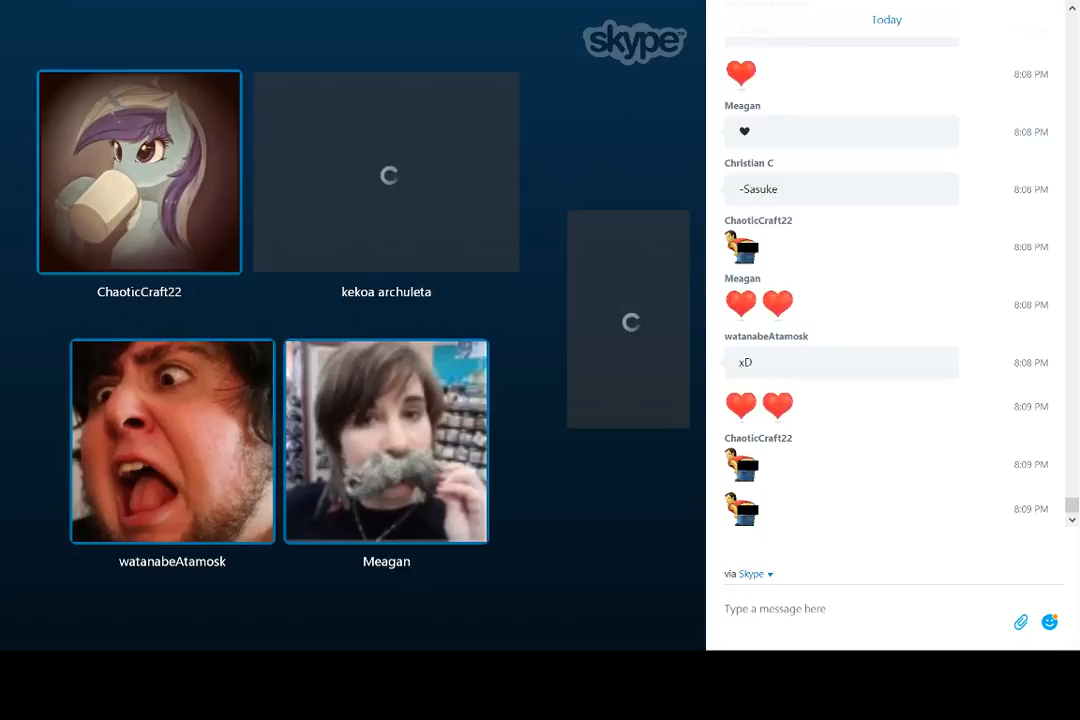 skype
ChaoticCraft22
kekoa archuleta
watanabeAtamosk
Meagan
Today
8:08 PM
Meagan
♥ 8:08 PM
Christian C
-Sasuke 8:08 PM
ChaoticCraft22
8:08 PM
Meagan
8:08 PM
watanabeAtamosk
xD 8:08 PM
8:09 PM
ChaoticCraft22
8:09 PM
8:09 PM
via Skype
Type a message here